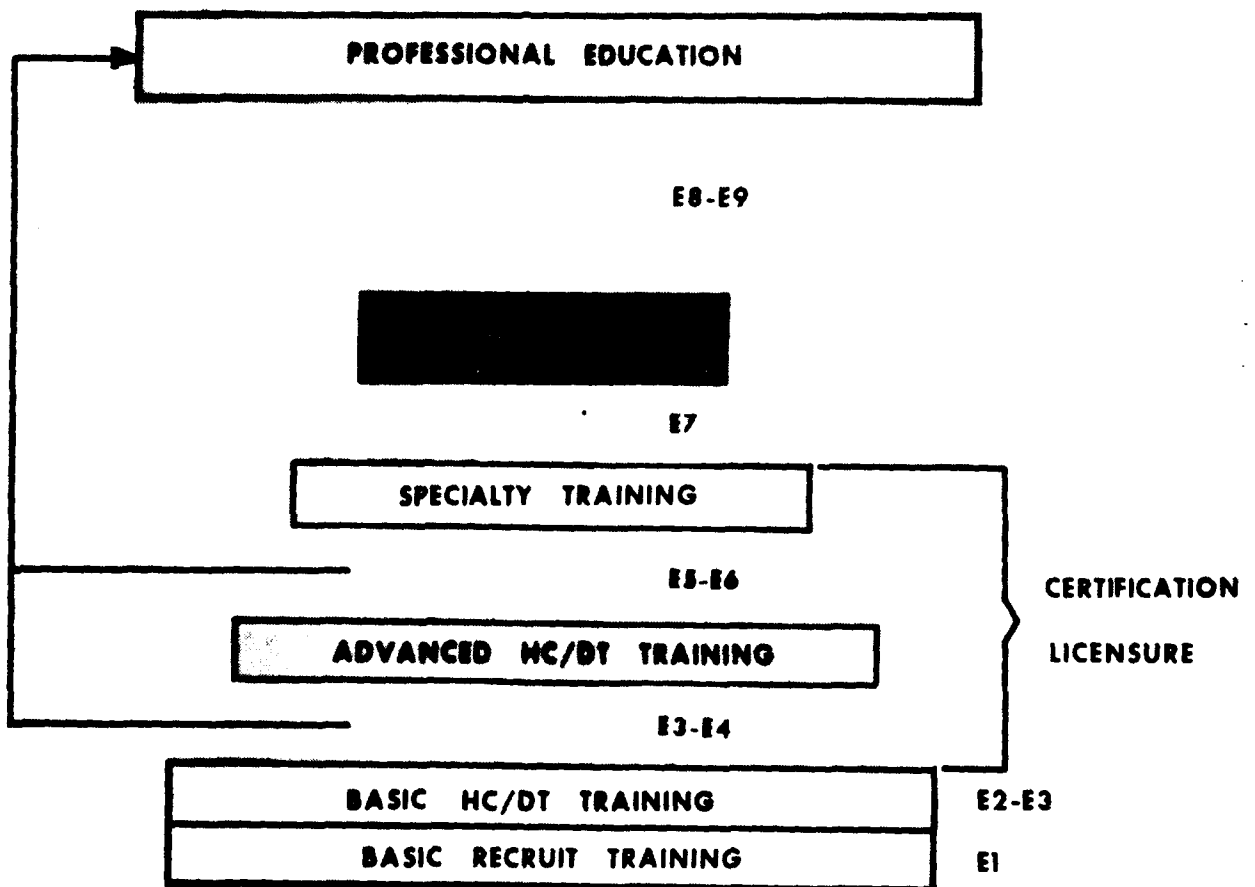 PROFESSIONAL EDUCATION
E8-E9
E7
SPECIALTY TRAINING
E5-E6
CERTIFICATION
LICENSURE
ADVANCED HC/DT TRAINING
E3-E4
BASIC HC/DT TRAINING
E2-E3
BASIC RECRUIT TRAINING
E1